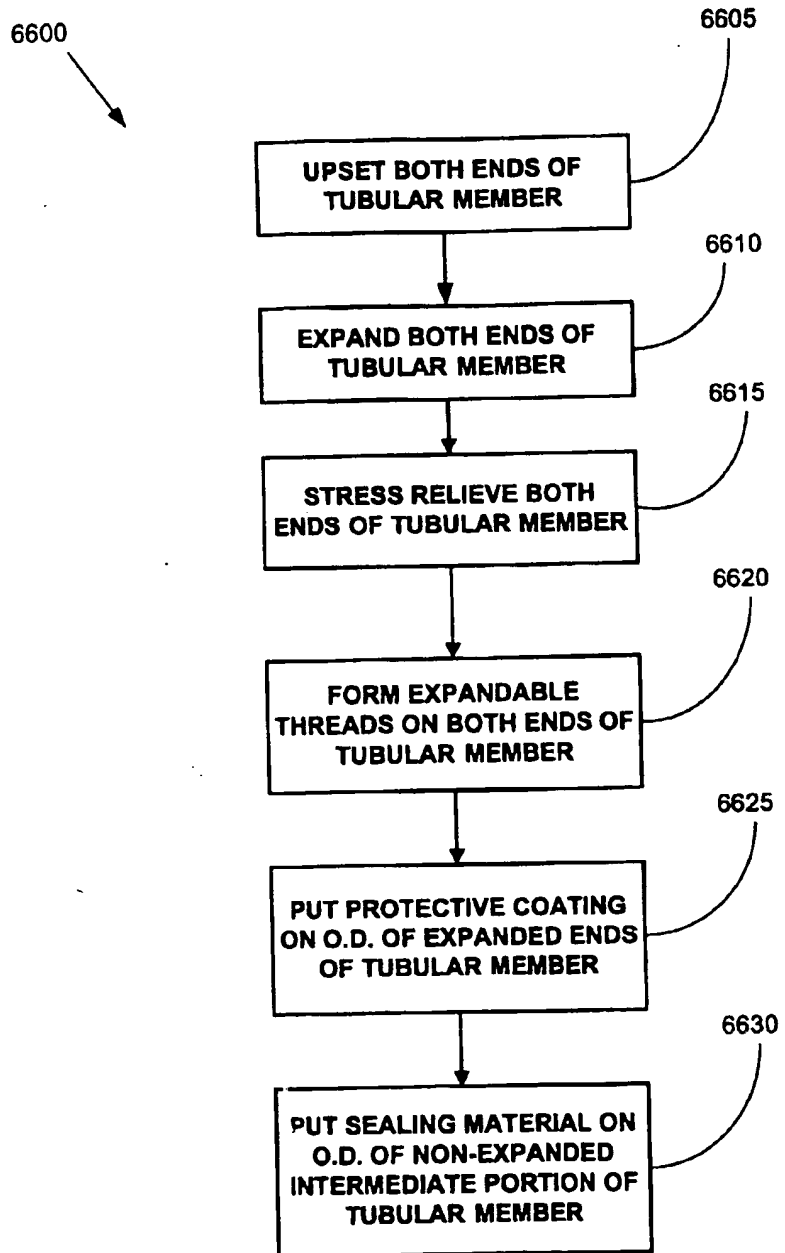 6600
6605
UPSET BOTH ENDS OF
TUBULAR MEMBER
6610
EXPAND BOTH ENDS OF
TUBULAR MEMBER
6615
STRESS RELIEVE BOTH
ENDS OF TUBULAR MEMBER
6620
FORM EXPANDABLE
THREADS ON BOTH ENDS OF
TUBULAR MEMBER
6625
PUT PROTECTIVE COATING
ON O.D. OF EXPANDED ENDS
OF TUBULAR MEMBER
6630
PUT SEALING MATERIAL ON
O.D. OF NON-EXPANDED
INTERMEDIATE PORTION OF
TUBULAR MEMBER